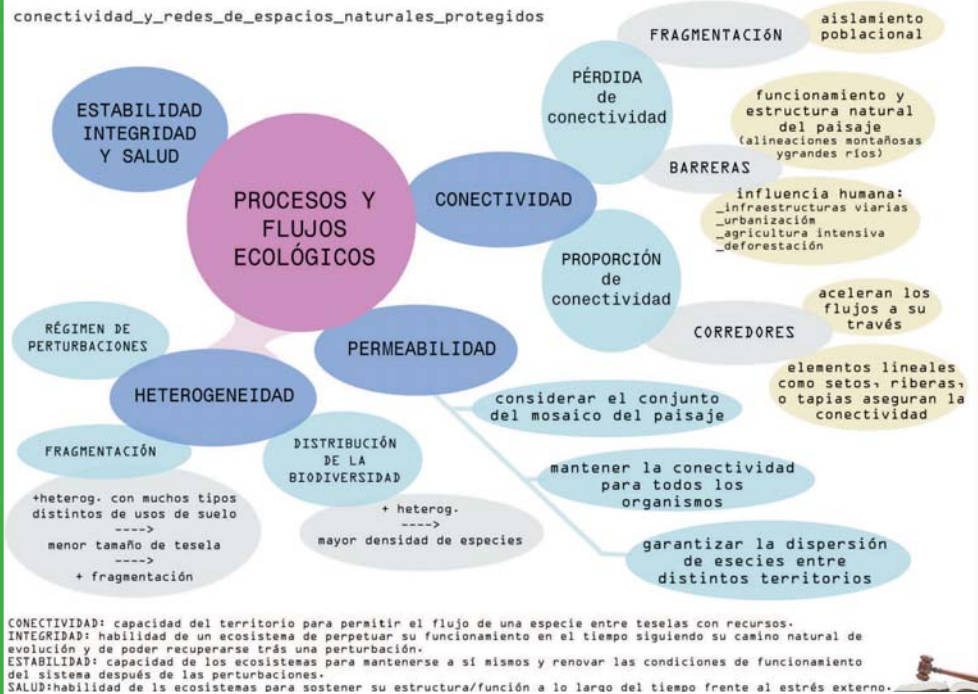 conectividad_y_redes_de_espacios_naturales_protegidos
ESTABILIDAD
INTEGRIDAD
Y SALUD
PROCESOS Y
FLUJOS
ECOLÓGICOS
CONECTIVIDAD
PÉRDIDA
de
conectividad
FRAGMENTACIÓN
aislamiento
poblacional
BARRERAS
funcionamiento y
estructura natural
del paisaje
(alineaciones montañosas
ygrandes ríos)
influencia humana:
_infraestructuras viarias
_urbanizacióm
_agricultura intensiva
_deforestación
PROPORCIÓN
de
conectividad
CORREDORES
aceleran los
flujos a su
través
elementos lineales
como setos, riberas,
o tapias aseguran la
conectividad
PERMEABILIDAD
considerar el conjunto
del mosaico del paisaje
mantener la conectividad
para todos los
organismos
garantizar la dispersión
de esecies entre
distintos territorios
HETEROGENEIDAD
RÉGIMEN DE
PERTURBACIONES
FRAGMENTACIÓN
+heterog. con muchos tipos
distintos de usos de suelo
---->
menor tamaño de tesela
---->
+ fragmentación
DISTRIBUCIÓN
DE LA
BIODIVERSIDAD
+ heterog.
---->
mayor densidad de especies
CONECTIVIDAD: capacidad del territorio para permitir el flujo de una especie entre teselas con recursos.
INTEGRIDAD: habilidad de un ecosistema de perpetuar su funcionamiento en el tiempo siguiendo su camino natural de
evolución y de poder recuperarse trás una perturbación.
ESTABILIDAD: capacidad de los ecosistemas para mantenerse a sí mismos y renovar las condiciones de funcionamiento
del sistema después de las perturbaciones.
SALUD:habilidad de ls ecosistemas para sostener su estructura/función a lo largo del tiempo frente al estrés externo.